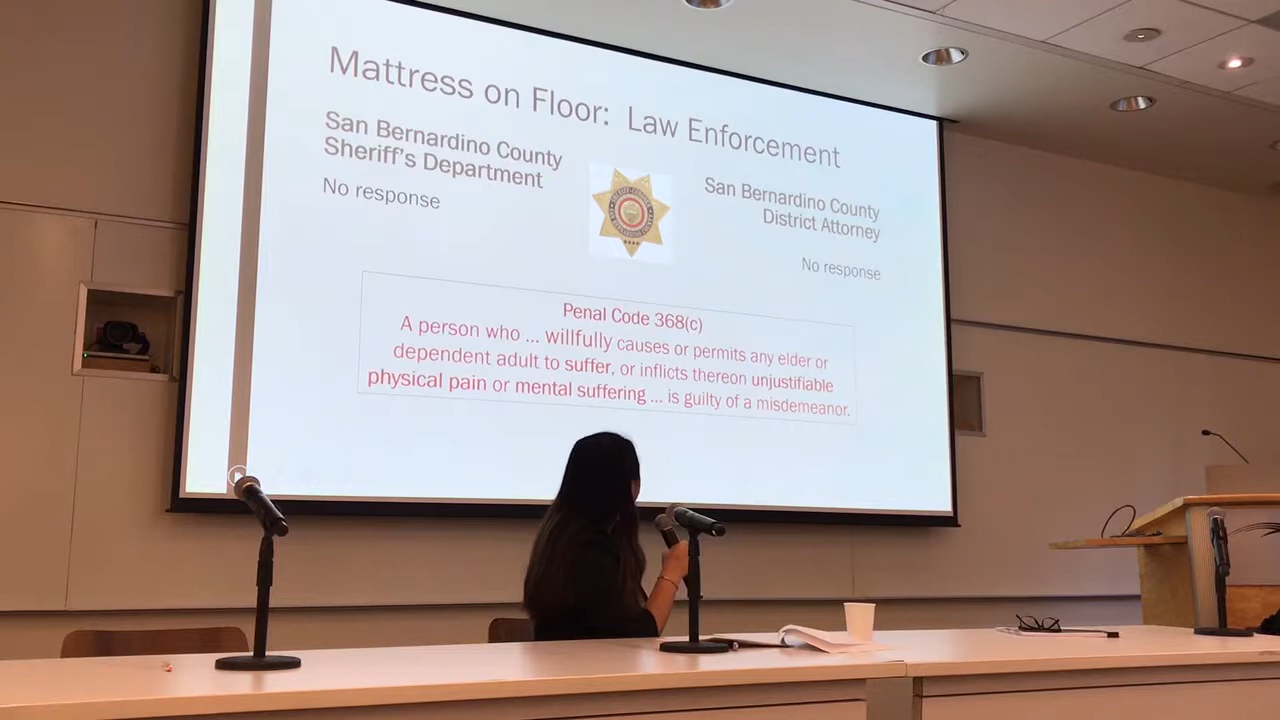 Mattress on Floor: Law Enforcement
San Bernardino County
Sheriff's Department
No response
San Bernardino County
District Attorney
No response
Penal Code 368(c)
A person who ... willfully causes or permits any elder or
dependent adult to suffer, or inflicts thereon unjustifiable
physical pain or mental suffering ... is guilty of a misdemeanor.